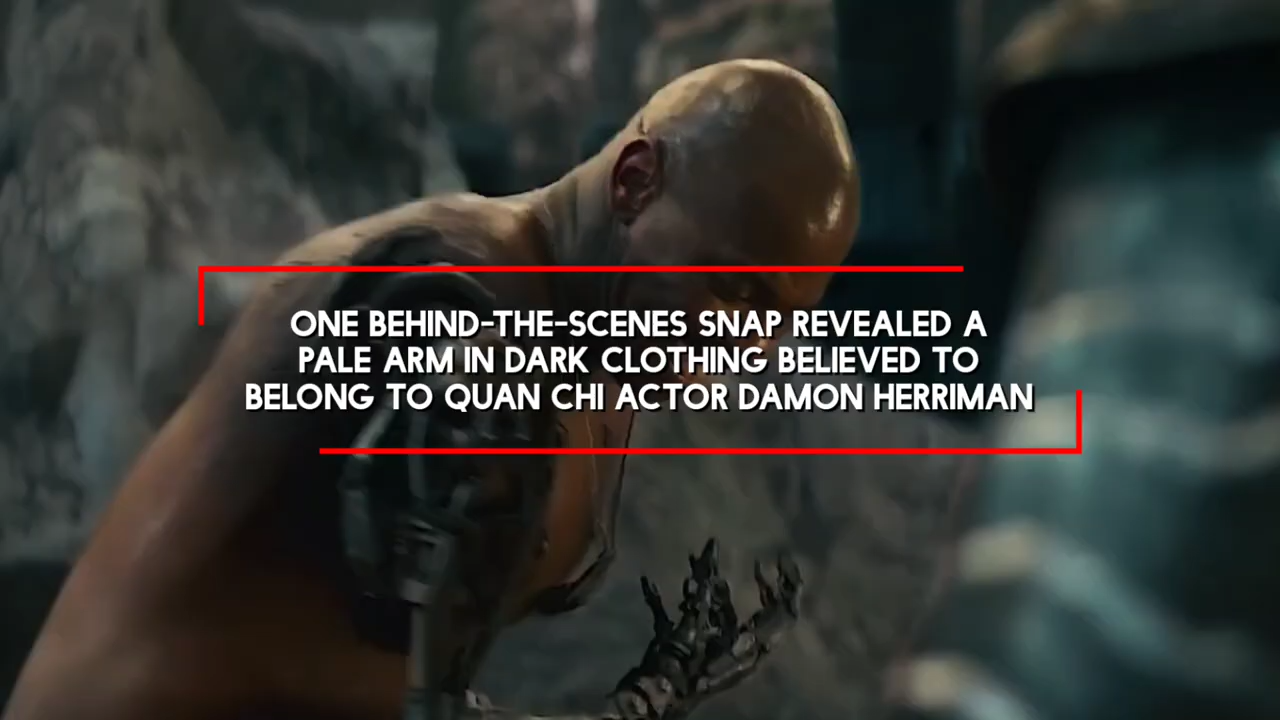 ONE BEHIND-THE-SCENES SNAP REVEALED A
PALE ARM IN DARK CLOTHING BELIEVED TO
BELONG TO QUAN CHI ACTOR DAMON HERRIMAN